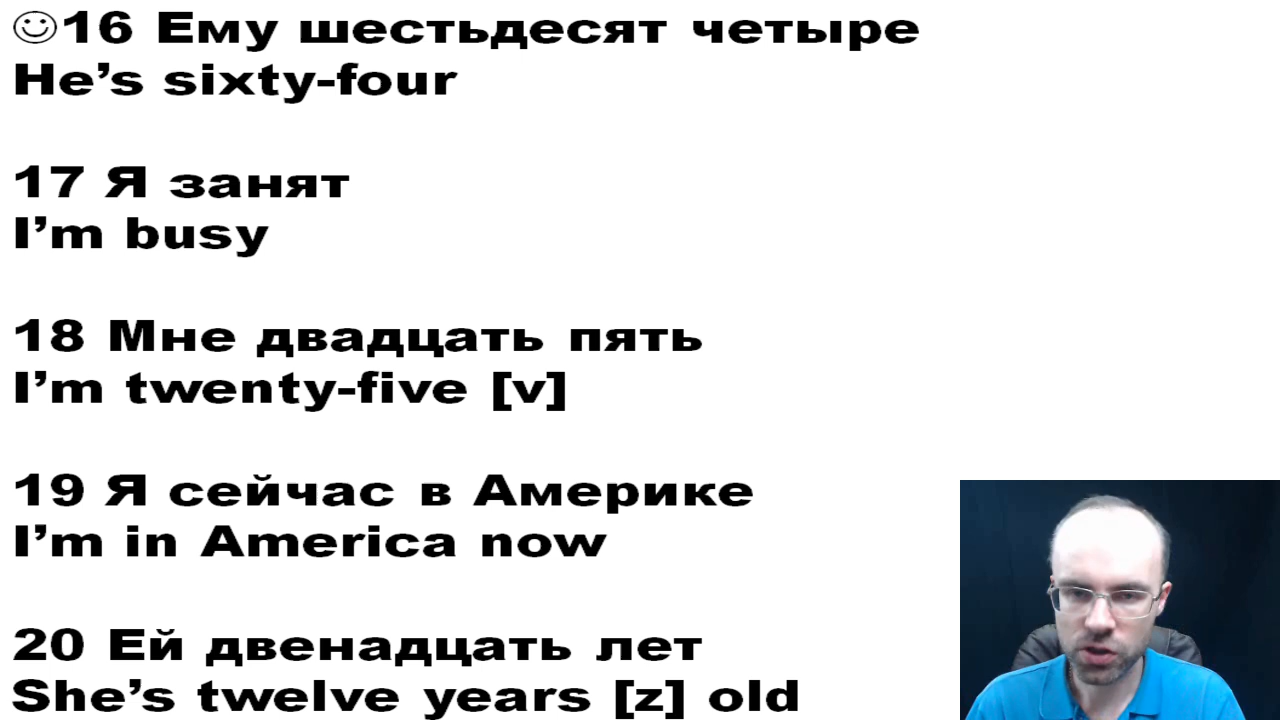 ☺16 Ему шестьдесят четыре
He’s sixty-four
17 Я занят
I’m busy
18 Мне двадцать пять
I’m twenty-five [v]
19 Я сейчас в Америке
I’m in America now
20 Ей двенадцать лет
She’s twelve years [z] old